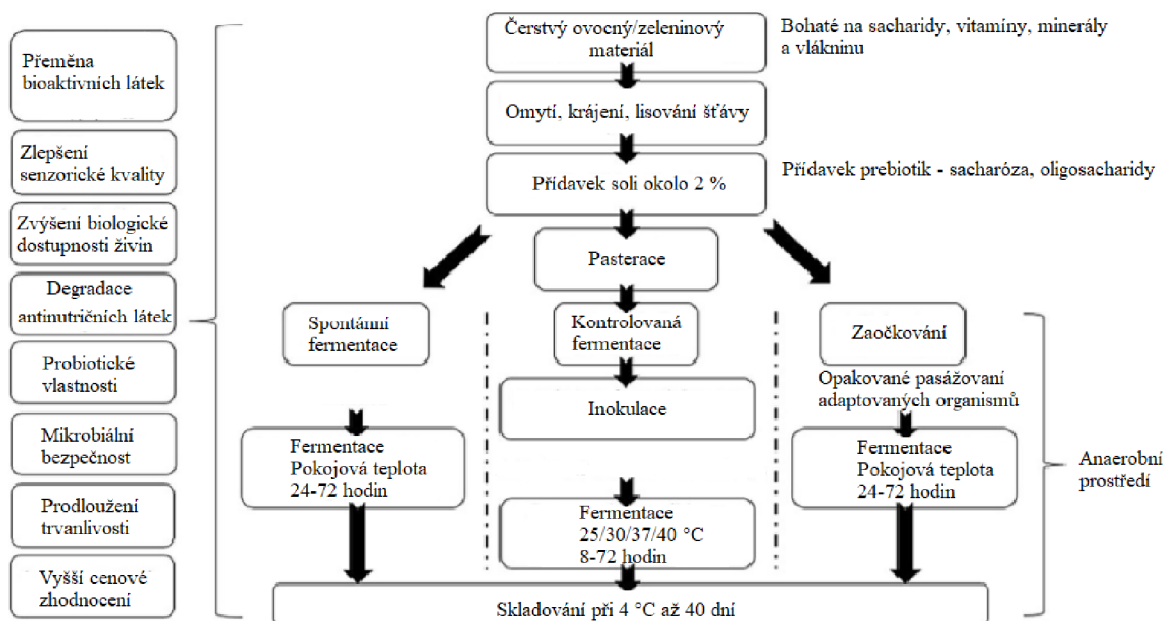 Přeměna
bioaktivních látek
Zlepšení
senzorické kvality
Zvýšení biologické
dostupnosti živin
Degradace
antinutričních látek
Probiotické
vlastnosti
Mikrobiální
bezpečnost
Prodloužení
trvanlivosti
Vyšší cenové
zhodnocení
Čerstvý ovocný/zeleninový
materiál
Bohaté na sacharidy, vitamíny, minerály
a vlákninu
Omytí, krájení, lisování šťávy
Přídavek soli okolo 2 %
Přídavek prebiotik - sacharóza, oligosacharidy
Pasterace
Spontánní
fermentace
Kontrolovaná
fermentace
Zaočkování
Opakované pasážovaní
adaptovaných organismů
Inokulace
Fermentace
Pokojová teplota
24-72 hodin
Fermentace
25/30/37/40 °C
8-72 hodin
Fermentace
Pokojová teplota
24-72 hodin
Anaerobní
prostředí
Skladování při 4 °C až 40 dní